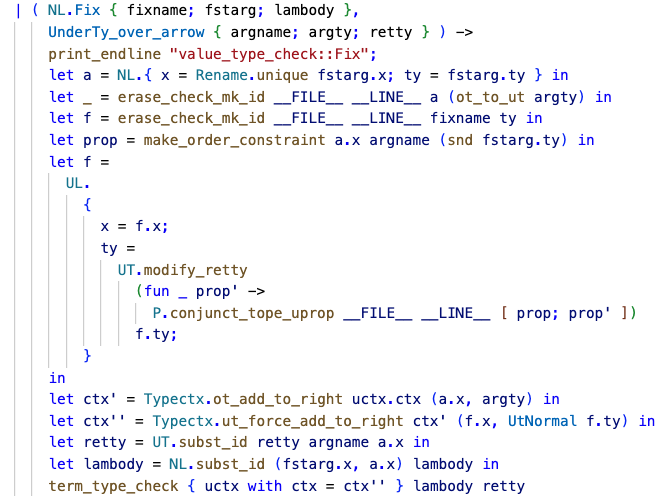 | ( NL.Fix { fixname; fstarg; lambody },
UnderTy_over_arrow { argname; argty; retty } ) ->
print_endline "value_type_check::Fix";
let a = NL.{ x = Rename.unique fstarg.x; ty = fstarg.ty } in
let _ = erase_check_mk_id __FILE__ __LINE__ a (ot_to_ut argty) in
let f = erase_check_mk_id __FILE__ __LINE__ fixname ty in
let prop = make_order_constraint a.x argname (snd fstarg.ty) in
let f =
UL.
{
x = f.x;
ty =
UT.modify_retty
(fun _ prop' ->
P.conjunct_tope_uprop __FILE__ __LINE__ [ prop; prop' ])
f.ty;
}
in
let ctx' = Typectx.ot_add_to_right uctx.ctx (a.x, argty) in
let ctx'' = Typectx.ut_force_add_to_right ctx' (f.x, UtNormal f.ty) in
let retty = UT.subst_id retty argname a.x in
let lambody = NL.subst_id (fstarg.x, a.x) lambody in
term_type_check { uctx with ctx = ctx'' } lambody retty